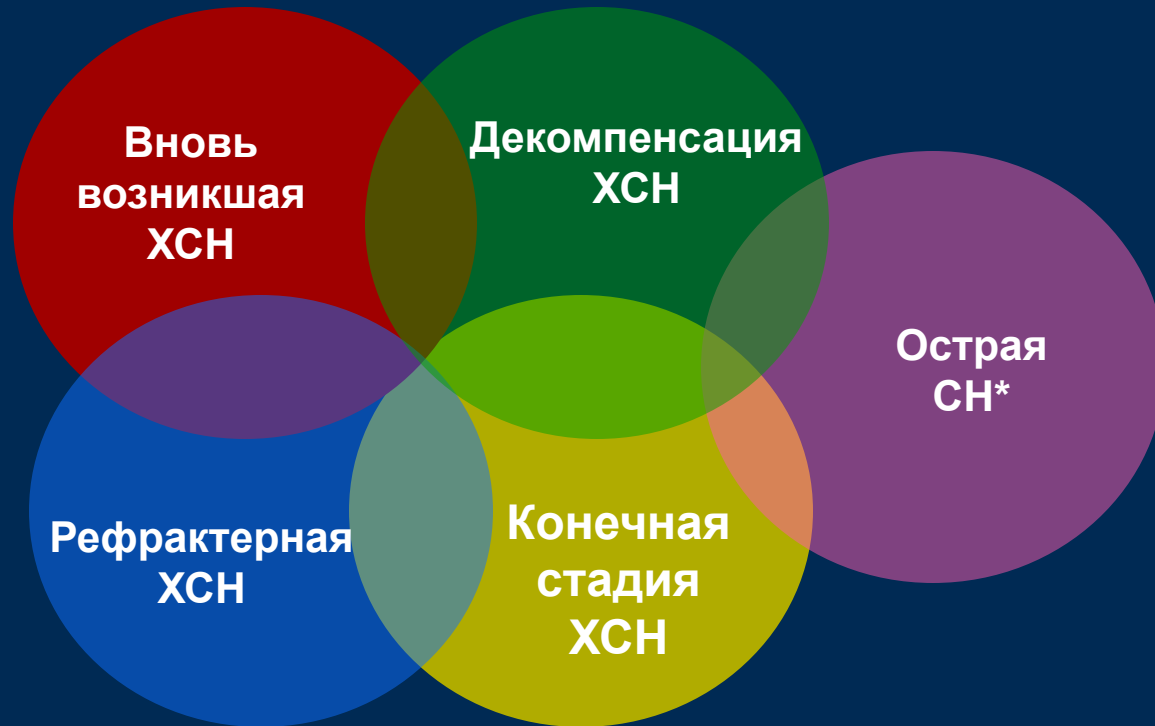 Вновь
возникшая
ХСН
Декомпенсация
ХСН
Острая
СН*
Рефрактерная
ХСН
Конечная
стадия
ХСН